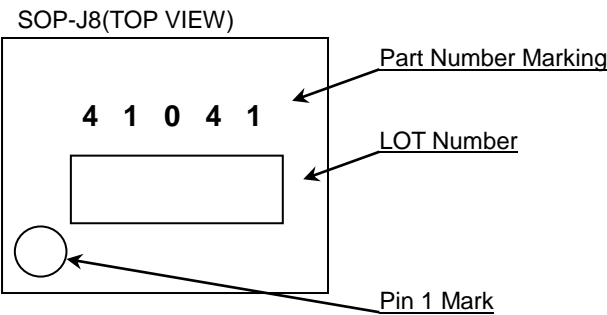 SOP-J8(TOP VIEW)
Part Number Marking
4 1 0 4 1
LOT Number
Pin 1 Mark